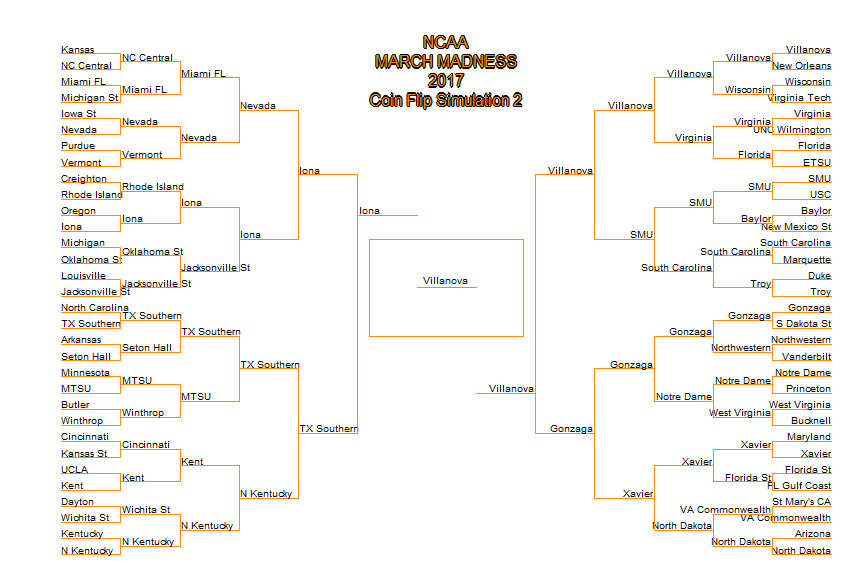 NCAA
MARCH MADNESS
2017
Coin Flip Simulation 2
Kansas
NC Central
Miami FL
Michigan St
Iowa St
Nevada
Purdue
Vermont
Creighton
Rhode Island
Oregon
Iona
Michigan
Oklahoma St
Louisville
Jacksonville St
North Carolina
TX Southern
Arkansas
Seton Hall
Minnesota
MTSU
Butler
Winthrop
Cincinnati
Kansas St
UCLA
Kent
Dayton
Wichita St
Kentucky
N Kentucky
NC Central
Miami FL
Nevada
Vermont
Rhode Island
Iona
Oklahoma St
Jacksonville St
TX Southern
Seton Hall
MTSU
Winthrop
Cincinnati
Kent
Wichita St
N Kentucky
Miami FL
Nevada
Iona
Jacksonville St
TX Southern
MTSU
Kent
N Kentucky
Nevada
Iona
TX Southern
N Kentucky
Iona
TX Southern
Iona
Villanova
Villanova
Villanova
Gonzaga
Villanova
SMU
Gonzaga
Xavier
Villanova
Virginia
SMU
South Carolina
Gonzaga
Notre Dame
Xavier
North Dakota
Villanova
Wisconsin
Virginia
Florida
SMU
Baylor
South Carolina
Troy
Gonzaga
Northwestern
Notre Dame
West Virginia
Xavier
Florida St
VA Commonwealth
North Dakota
Villanova
New Orleans
Wisconsin
Virginia Tech
Virginia
UNC Wilmington
Florida
ETSU
SMU
USC
Baylor
New Mexico St
South Carolina
Marquette
Duke
Troy
Gonzaga
S Dakota St
Northwestern
Vanderbilt
Notre Dame
Princeton
West Virginia
Bucknell
Maryland
Xavier
Florida St
FL Gulf Coast
St Mary's CA
VA Commonwealth
Arizona
North Dakota